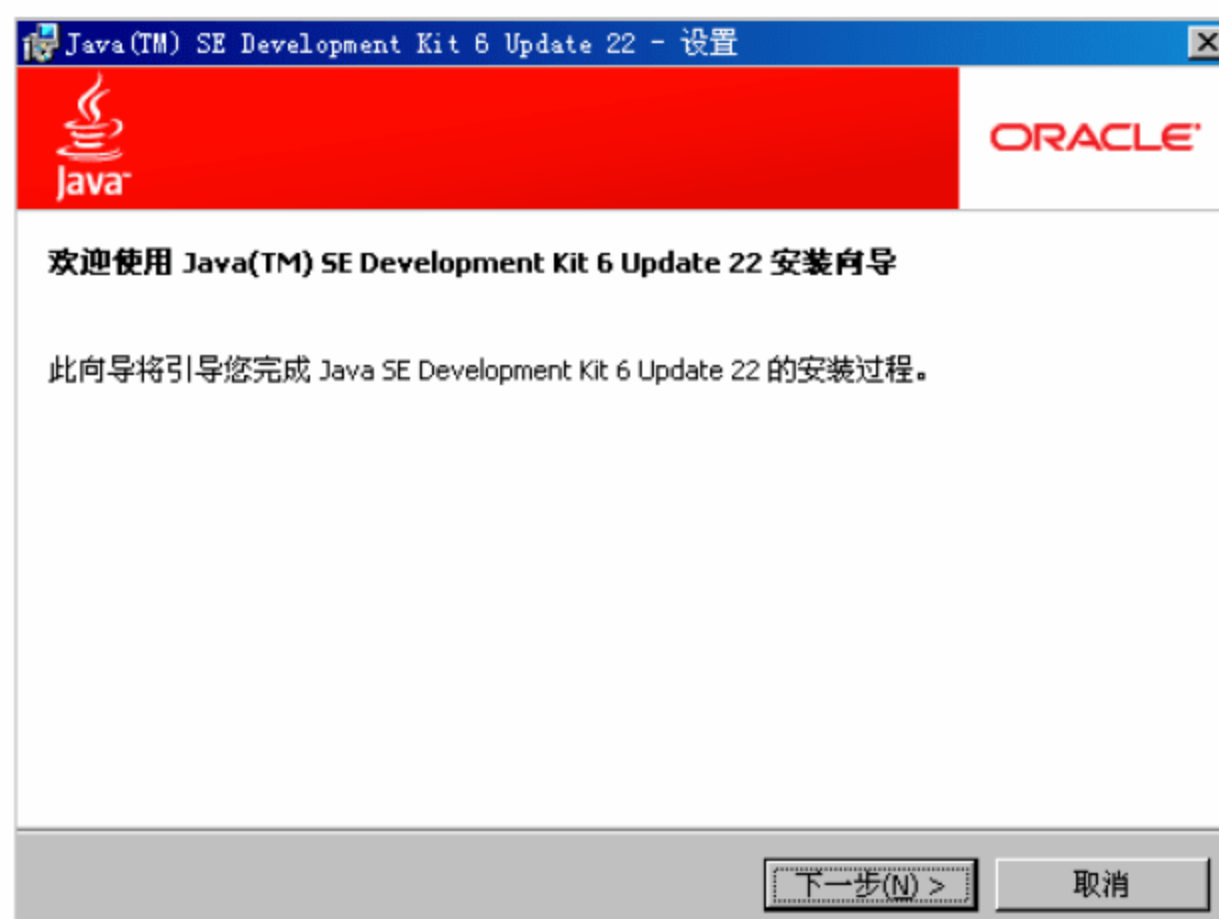 Java(TM) SE Development Kit 6 Update 22 - 设置
Java
ORACLE
欢迎使用 Java(TM) SE Development Kit 6 Update 22 安装向导
此向导将引导您完成 Java SE Development Kit 6 Update 22 的安装过程。
下一步(N) >
取消